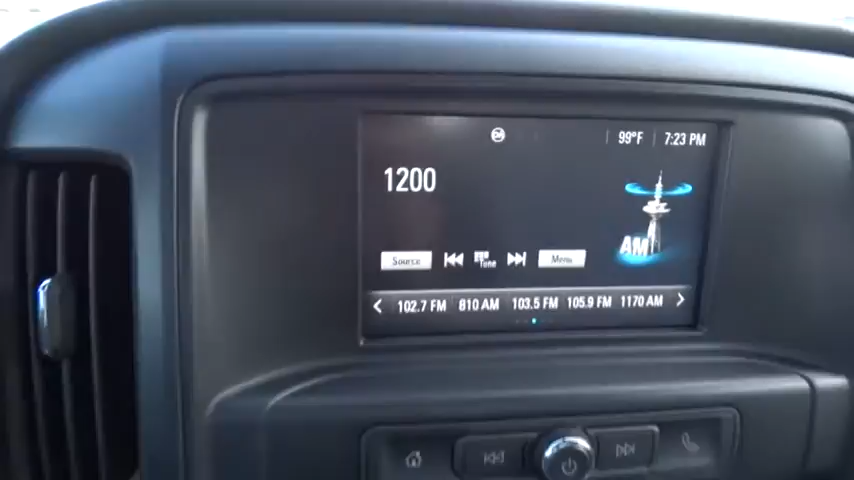 99°F 7:23 PM
1200
AM
Source Tune Menu
102.7 FM 810 AM 103.5 FM 105.9 FM 1170 AM